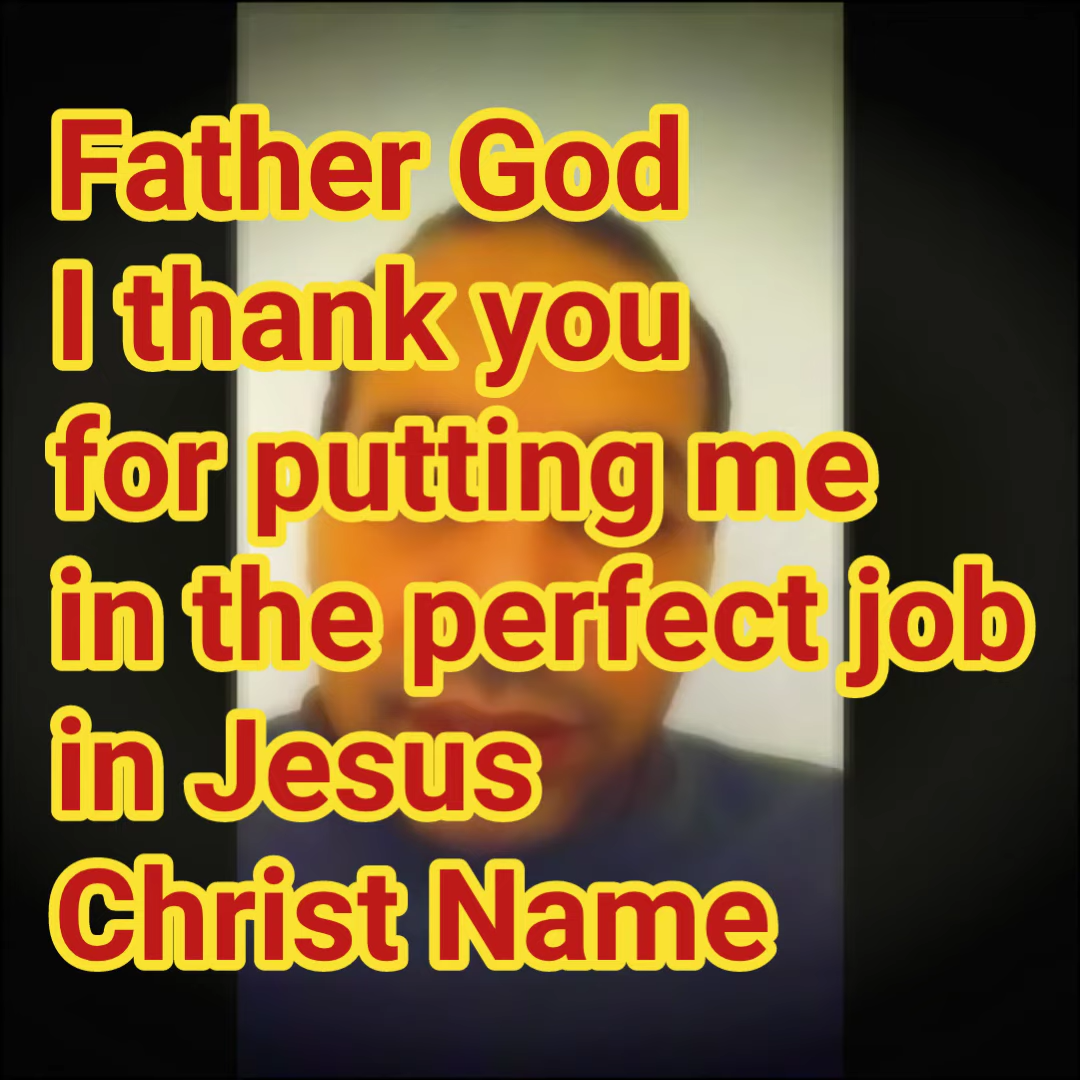 Father God
I thank you
for putting me
in the perfect job
in Jesus
Christ Name